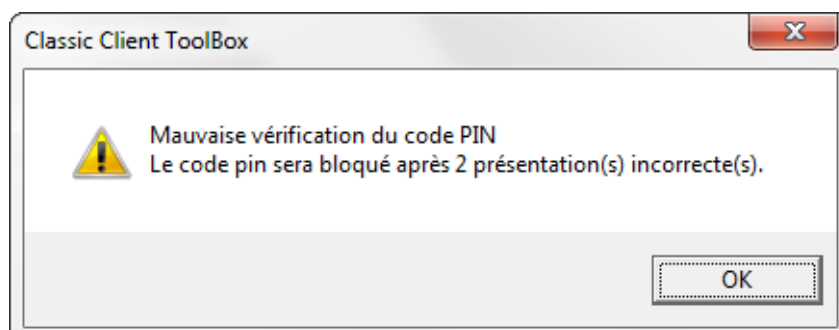 Classic Client ToolBox
Mauvaise vérification du code PIN
Le code pin sera bloqué après 2 présentation(s) incorrecte(s).
OK